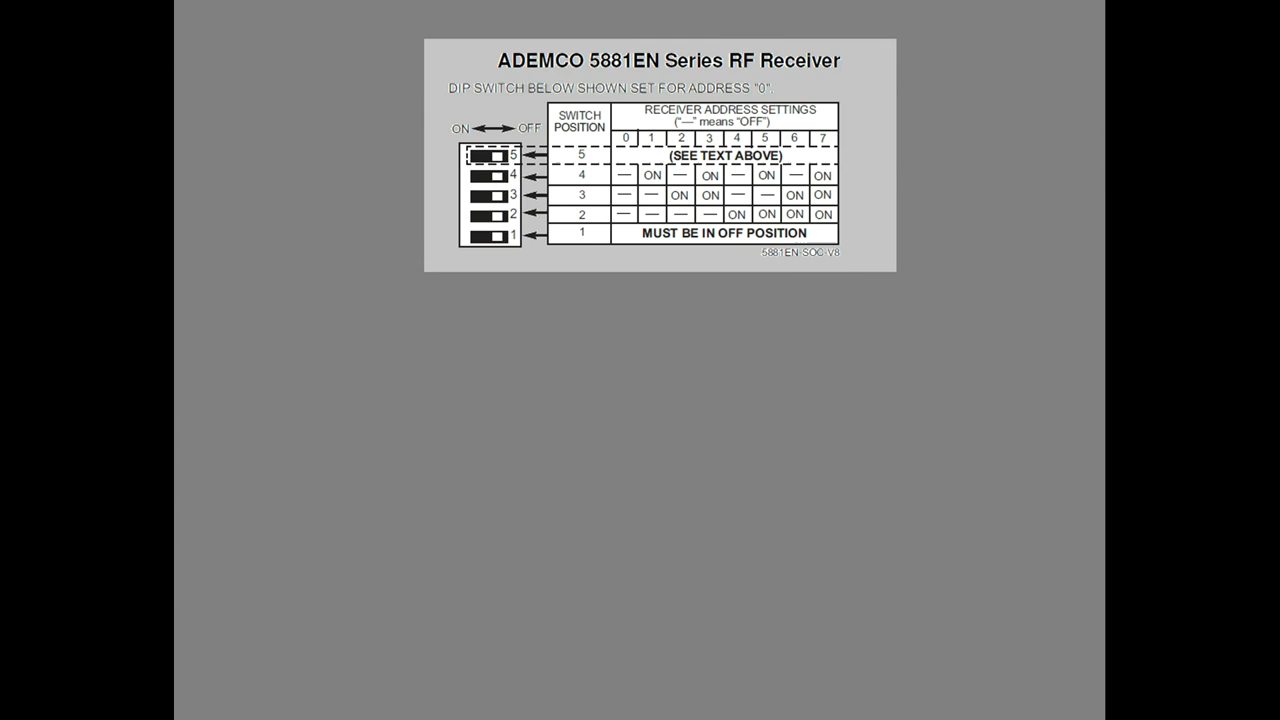 ADEMCO 5881EN Series RF Receiver
DIP SWITCH BELOW SHOWN SET FOR ADDRESS "0".
ON OFF
SWITCH POSITION
RECEIVER ADDRESS SETTINGS
("—" means "OFF")
0 1 2 3 4 5 6 7
5 5 (SEE TEXT ABOVE)
4 4 — ON — ON — ON — ON
3 3 — — ON ON — — ON ON
2 2 — — — — ON ON ON ON
1 1 MUST BE IN OFF POSITION
5881EN-SOC-V8